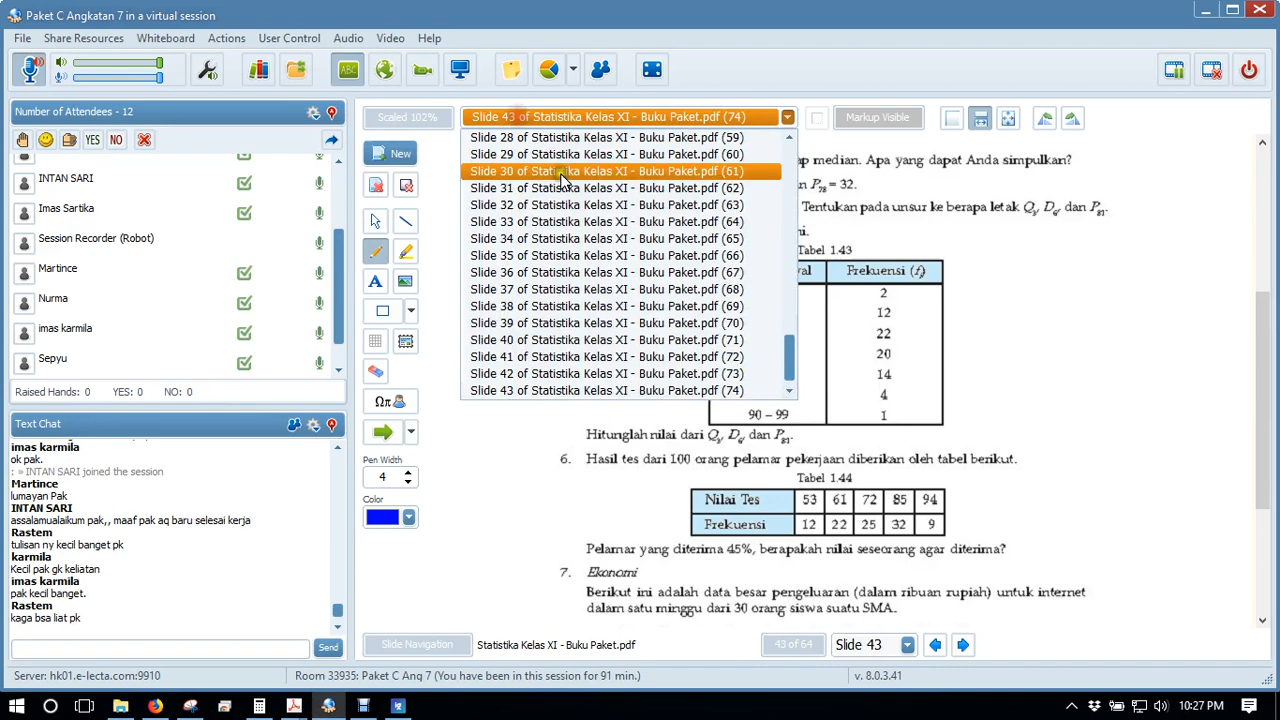 Paket C Angkatan 7 in a virtual session
File Share Resources Whiteboard Actions User Control Audio Video Help
ABC
Number of Attendees - 12
YES NO
INTAN SARI
Imas Sartika
Session Recorder (Robot)
Martince
Nurma
imas karmila
Sepyu
Raised Hands: 0 YES: 0 NO: 0
Text Chat
imas karmila
ok pak.
: » INTAN SARI joined the session
Martince
lumayan Pak
INTAN SARI
assalamualaikum pak,, maaf pak aq baru selesai kerja
Rastem
tulisan ny kecil banget pk
karmila
Kecil pak gk keliatan
imas karmila
pak kecil banget.
Rastem
kaga bsa liat pk
Send
Scaled 102%
Slide 43 of Statistika Kelas XI - Buku Paket.pdf (74)
Markup Visible
New
A
Ωπ
Pen Width
4
Color
Slide 28 of Statistika Kelas XI - Buku Paket.pdf (59)
Slide 29 of Statistika Kelas XI - Buku Paket.pdf (60)
Slide 30 of Statistika Kelas XI - Buku Paket.pdf (61)
Slide 31 of Statistika Kelas XI - Buku Paket.pdf (62)
Slide 32 of Statistika Kelas XI - Buku Paket.pdf (63)
Slide 33 of Statistika Kelas XI - Buku Paket.pdf (64)
Slide 34 of Statistika Kelas XI - Buku Paket.pdf (65)
Slide 35 of Statistika Kelas XI - Buku Paket.pdf (66)
Slide 36 of Statistika Kelas XI - Buku Paket.pdf (67)
Slide 37 of Statistika Kelas XI - Buku Paket.pdf (68)
Slide 38 of Statistika Kelas XI - Buku Paket.pdf (69)
Slide 39 of Statistika Kelas XI - Buku Paket.pdf (70)
Slide 40 of Statistika Kelas XI - Buku Paket.pdf (71)
Slide 41 of Statistika Kelas XI - Buku Paket.pdf (72)
Slide 42 of Statistika Kelas XI - Buku Paket.pdf (73)
Slide 43 of Statistika Kelas XI - Buku Paket.pdf (74)
median. Apa yang dapat Anda simpulkan?
P78 = 32.
Tentukan pada unsur ke berapa letak
dan P81.
1.43
Frekuensi (f)
2
12
22
20
14
4
90 – 99 1
Hitunglah nilai dari
dan P81.
6. Hasil tes dari 100 orang pelamar pekerjaan diberikan oleh tabel berikut.
Tabel 1.44
Nilai Tes 53 61 72 85 94
Frekuensi 12 22 25 32 9
Pelamar yang diterima 45%, berapakah nilai seseorang agar diterima?
7. Ekonomi
Berikut ini adalah data besar pengeluaran (dalam ribuan rupiah) untuk internet
dalam satu minggu dari 30 orang siswa suatu SMA.
Slide Navigation Statistika Kelas XI - Buku Paket.pdf 43 of 64 Slide 43
Server: hk01.e-lecta.com:9910 Room 33935: Paket C Ang 7 (You have been in this session for 91 min.) v. 8.0.3.41
10:27 PM